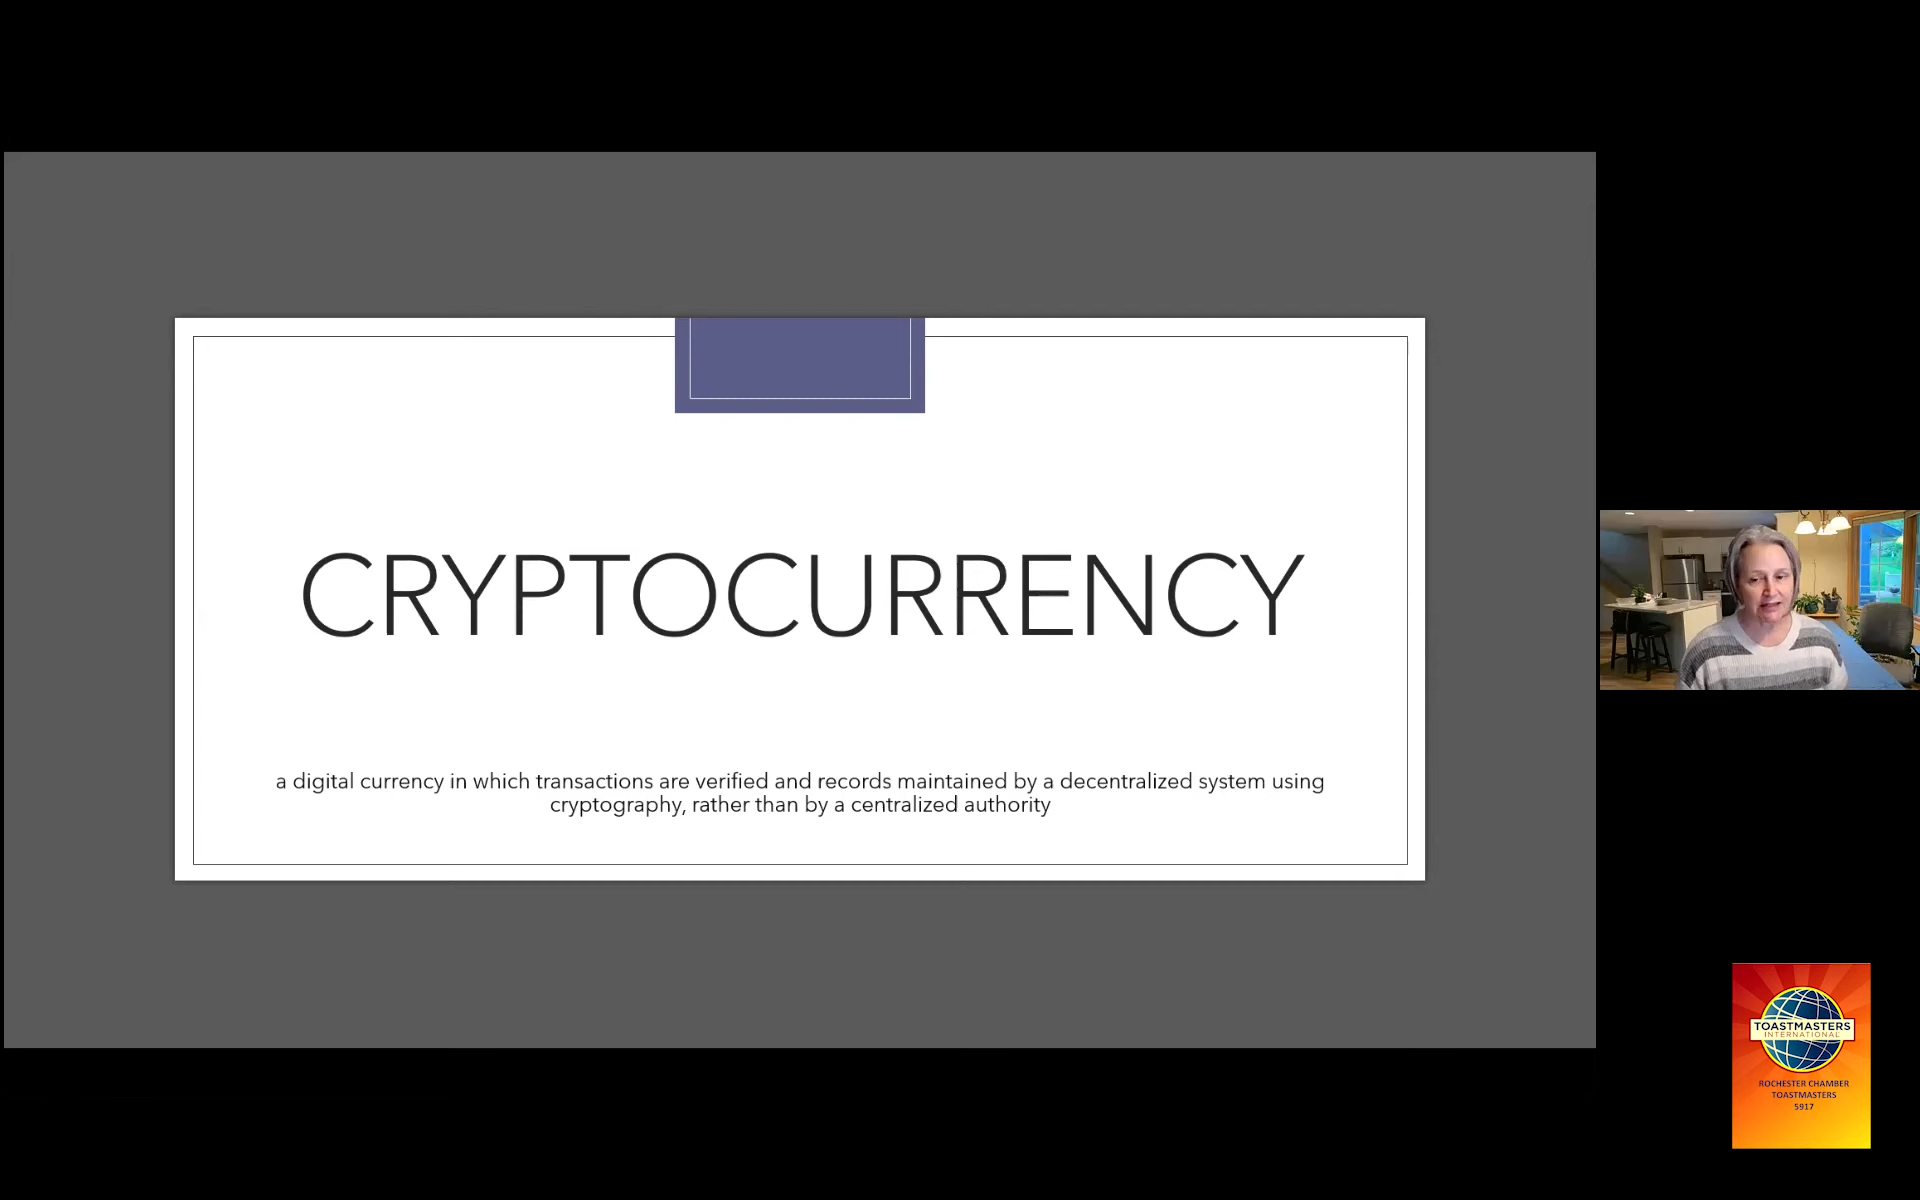 CRYPTOCURRENCY
a digital currency in which transactions are verified and records maintained by a decentralized system using
cryptography, rather than by a centralized authority
TOASTMASTERS
INTERNATIONAL
ROCHESTER CHAMBER
TOASTMASTERS
5917